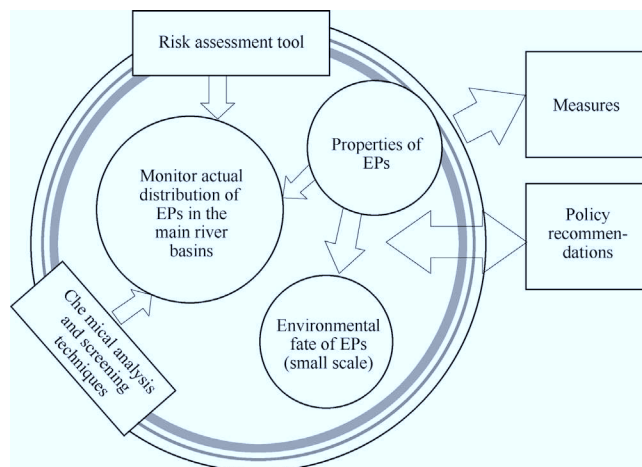 Risk assessment tool
Measures
Properties of
EPs
Monitor actual
distribution of
EPs in the
main river
basins
Policy
recommen-
dations
Che mical analysis
and screening
techniques
Environmental
fate of EPs
(small scale)